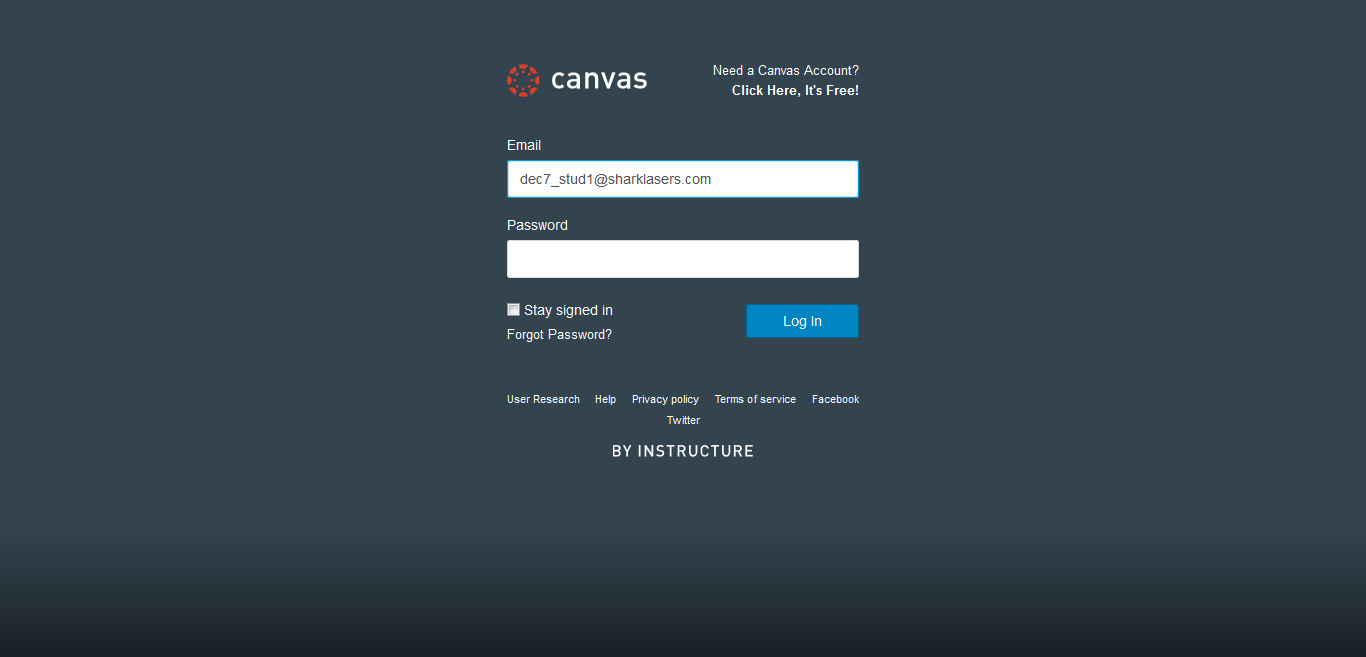 canvas
Need a Canvas Account?
Click Here, It's Free!
Email
dec7_stud1@sharklasers.com
Password
Stay signed in
Log In
Forgot Password?
User Research Help Privacy policy Terms of service Facebook
Twitter
BY INSTRUCTURE